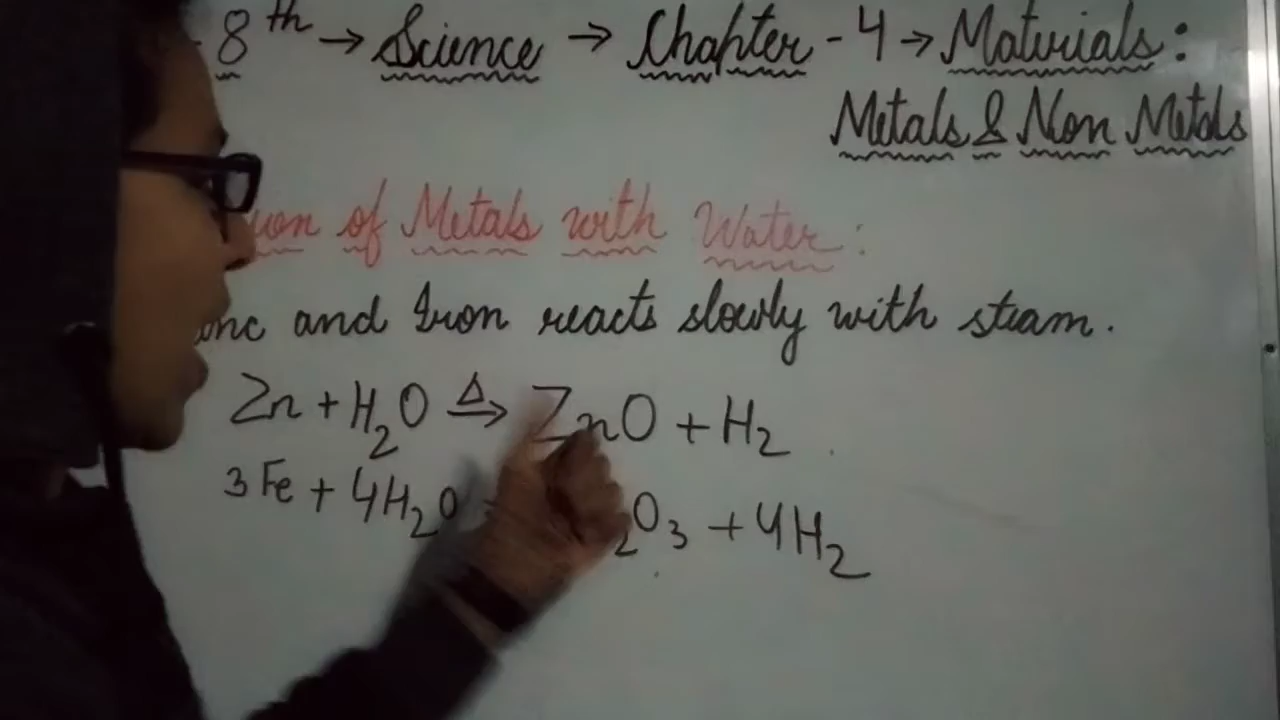 8th → Science → Chapter - 4 → Materials :
Metals & Non Metals
of Metals with Water :
and Iron reacts slowly with steam.
Zn + H₂O →Δ ZnO + H₂
3Fe + 4H₂O ₂O₃ + 4H₂